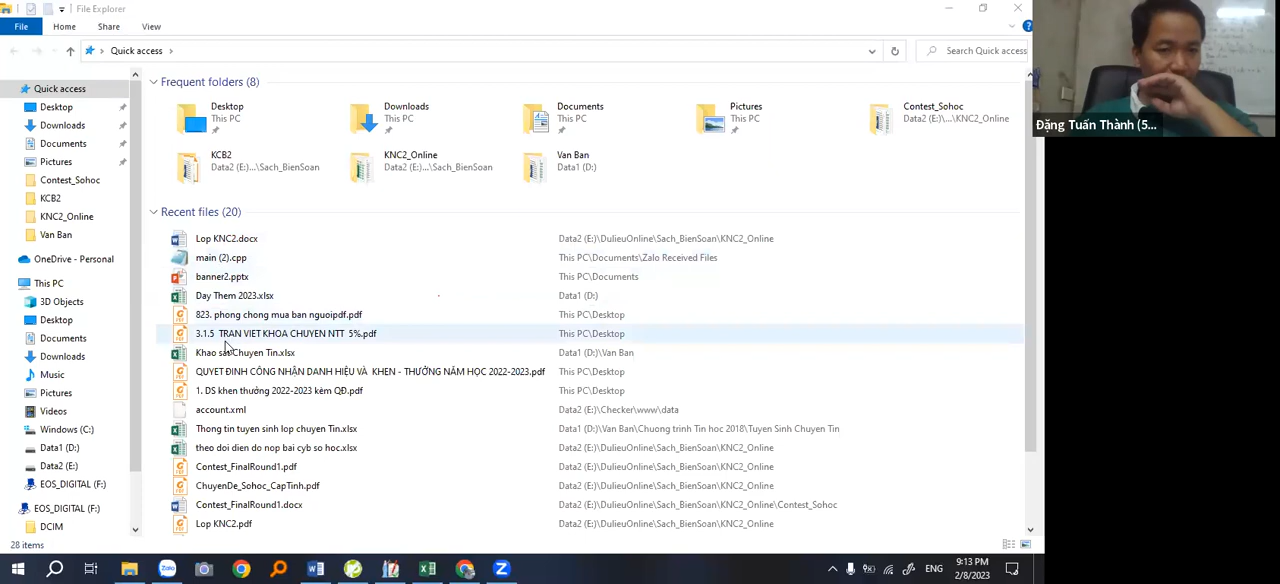 File Explorer
File Home Share View
Quick access
Search Quick access
Quick access
Desktop
Downloads
Documents
Pictures
Contest_Sohoc
KCB2
KNC2_Online
Van Ban
OneDrive - Personal
This PC
3D Objects
Desktop
Documents
Downloads
Music
Pictures
Videos
Windows (C:)
Data1 (D:)
Data2 (E:)
EOS_DIGITAL (F:)
EOS_DIGITAL (F:)
DCIM
Frequent folders (8)
Desktop
This PC
Downloads
This PC
Documents
This PC
Pictures
This PC
Contest_Sohoc
Data2 (E:)\...\KNC2_Online
KCB2
Data2 (E:)...\Sach_BienSoan
KNC2_Online
Data2 (E:)...\Sach_BienSoan
Van Ban
Data1 (D:)
Recent files (20)
Lop KNC2.docx Data2 (E:)\DulieuOnline\Sach_BienSoan\KNC2_Online
main (2).cpp This PC\Documents\Zalo Received Files
banner2.pptx This PC\Documents
Day Them 2023.xlsx Data1 (D:)
823. phong chong mua ban nguoipdf.pdf This PC\Desktop
3.1.5 TRAN VIET KHOA CHUYEN NTT 5%.pdf This PC\Desktop
Khao sat Chuyen Tin.xlsx Data1 (D:)\Van Ban
QUYET ĐINH CÔNG NHẬN DANH HIỆU VÀ KHEN - THƯỞNG NĂM HỌC 2022-2023.pdf This PC\Desktop
1. DS khen thưởng 2022-2023 kèm QĐ.pdf This PC\Desktop
account.xml Data2 (E:)\Checker\www\data
Thong tin tuyen sinh lop chuyen Tin.xlsx Data1 (D:)\Van Ban\Chuong trinh Tin hoc 2018\Tuyen Sinh Chuyen Tin
theo doi dien do nop bai cyb so hoc.xlsx Data2 (E:)\DulieuOnline\Sach_BienSoan\KNC2_Online
Contest_FinalRound1.pdf Data2 (E:)\DulieuOnline\Sach_BienSoan\KNC2_Online
ChuyenDe_Sohoc_CapTinh.pdf Data2 (E:)\DulieuOnline\Sach_BienSoan\KNC2_Online
Contest_FinalRound1.docx Data2 (E:)\DulieuOnline\Sach_BienSoan\KNC2_Online\Contest_Sohoc
Lop KNC2.pdf Data2 (E:)\DulieuOnline\Sach_BienSoan\KNC2_Online
Đặng Tuấn Thành (5...
28 items
Zalo
ENG
9:13 PM
2/8/2023